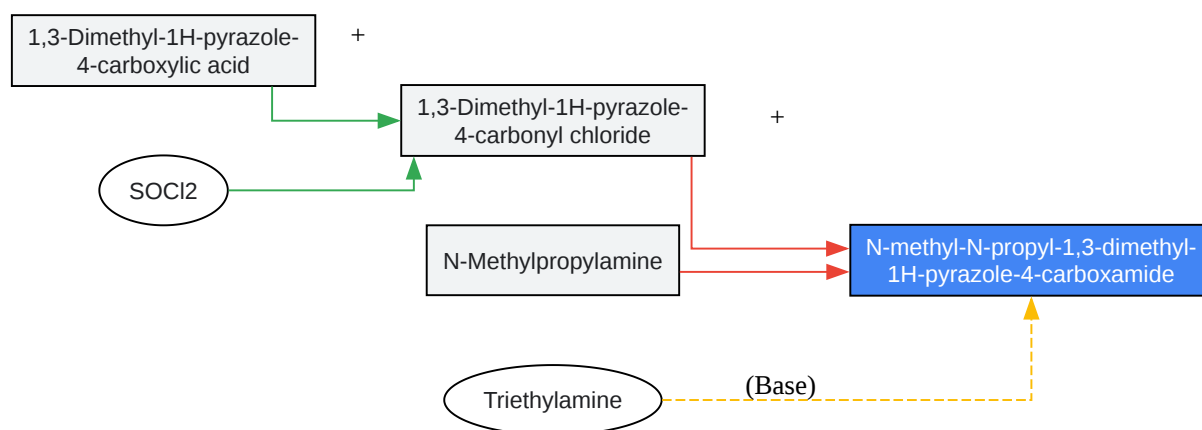 1,3-Dimethyl-1H-pyrazole-
4-carboxylic acid
+
1,3-Dimethyl-1H-pyrazole-
4-carbonyl chloride
+
SOCl2
N-Methylpropylamine
N-methyl-N-propyl-1,3-dimethyl-
1H-pyrazole-4-carboxamide
Triethylamine
(Base)